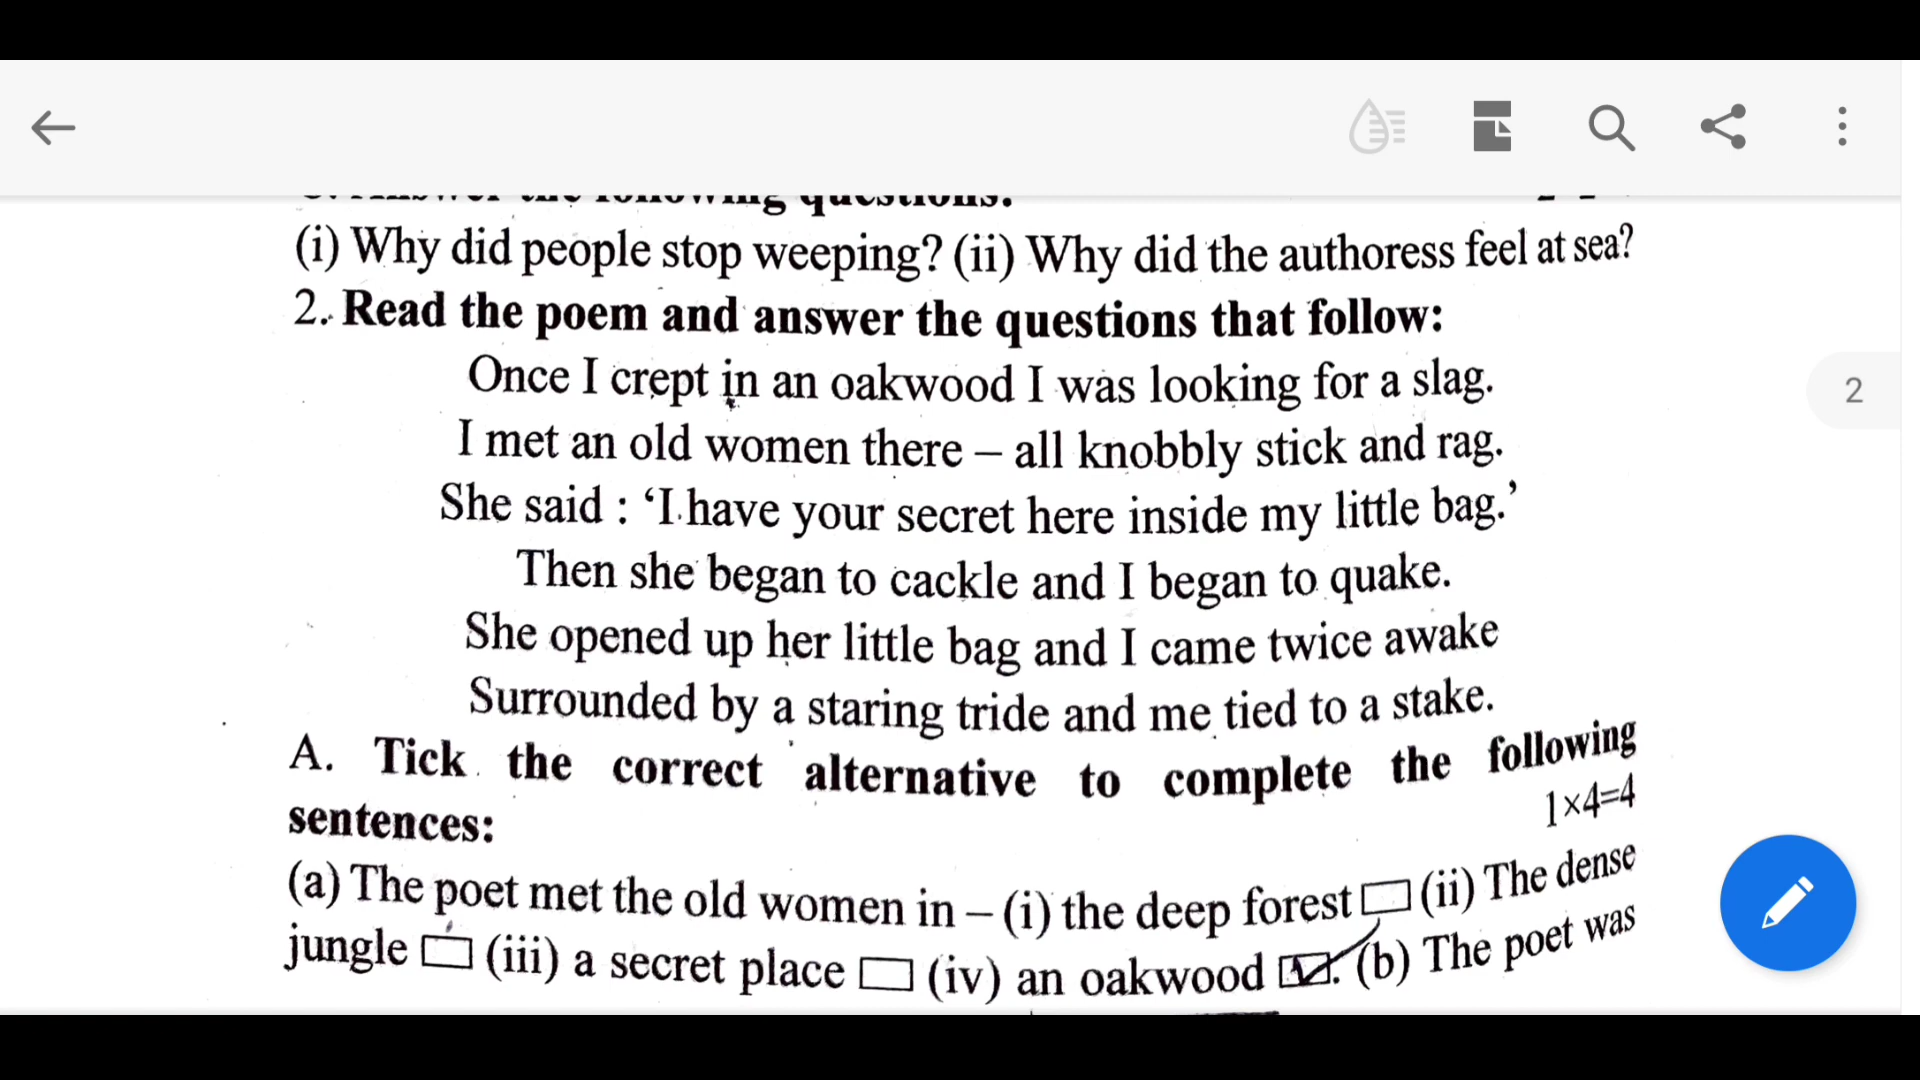 following questions.
(i) Why did people stop weeping? (ii) Why did the authoress feel at sea?
2. Read the poem and answer the questions that follow:
Once I crept in an oakwood I was looking for a slag.
I met an old women there – all knobbly stick and rag.
She said : ‘I have your secret here inside my little bag.’
Then she began to cackle and I began to quake.
She opened up her little bag and I came twice awake
Surrounded by a staring tride and me tied to a stake.
A. Tick the correct alternative to complete the following
sentences:
1×4=4
(a) The poet met the old women in – (i) the deep forest (ii) The dense
jungle (iii) a secret place (iv) an oakwood . (b) The poet was
2